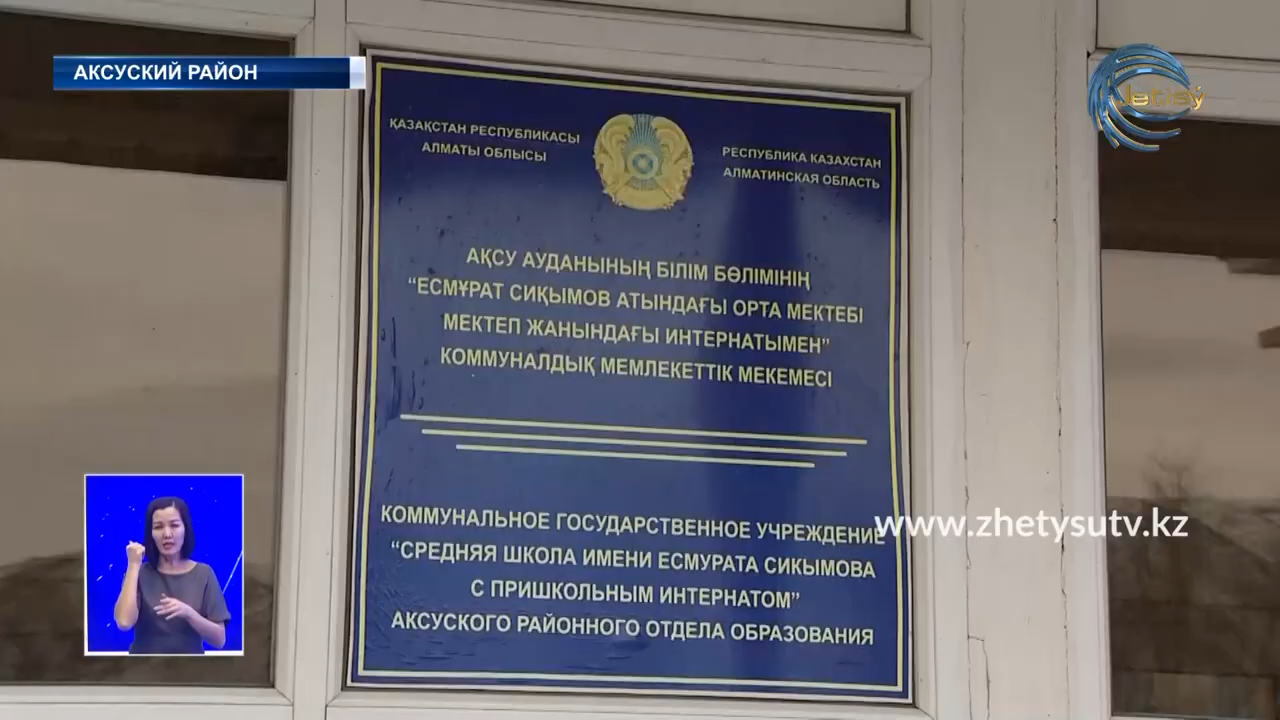 АКСУСКИЙ РАЙОН
Jetisý
ҚАЗАҚСТАН РЕСПУБЛИКАСЫ
АЛМАТЫ ОБЛЫСЫ
РЕСПУБЛИКА КАЗАХСТАН
АЛМАТИНСКАЯ ОБЛАСТЬ
АҚСУ АУДАНЫНЫҢ БІЛІМ БӨЛІМІНІҢ
“ЕСМҰРАТ СИҚЫМОВ АТЫНДАҒЫ ОРТА МЕКТЕБІ
МЕКТЕП ЖАНЫНДАҒЫ ИНТЕРНАТЫМЕН”
КОММУНАЛДЫҚ МЕМЛЕКЕТТІК МЕКЕМЕСІ
КОММУНАЛЬНОЕ ГОСУДАРСТВЕННОЕ УЧРЕЖДЕНИЕ
“СРЕДНЯЯ ШКОЛА ИМЕНИ ЕСМУРАТА СИКЫМОВА
С ПРИШКОЛЬНЫМ ИНТЕРНАТОМ”
АКСУСКОГО РАЙОННОГО ОТДЕЛА ОБРАЗОВАНИЯ
www.zhetysutv.kz